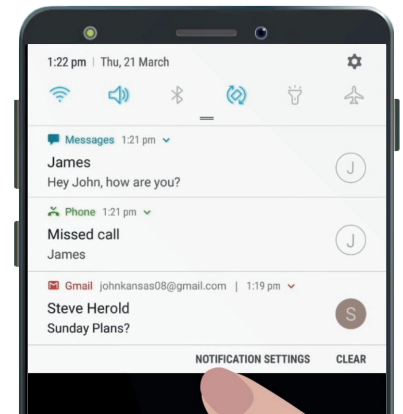 1:22 pm | Thu, 21 March
Messages 1:21 pm
James
Hey John, how are you?
J
Phone 1:21 pm
Missed call
James
J
Gmail johnkansas08@gmail.com | 1:19 pm
Steve Herold
Sunday Plans?
S
NOTIFICATION SETTINGS CLEAR